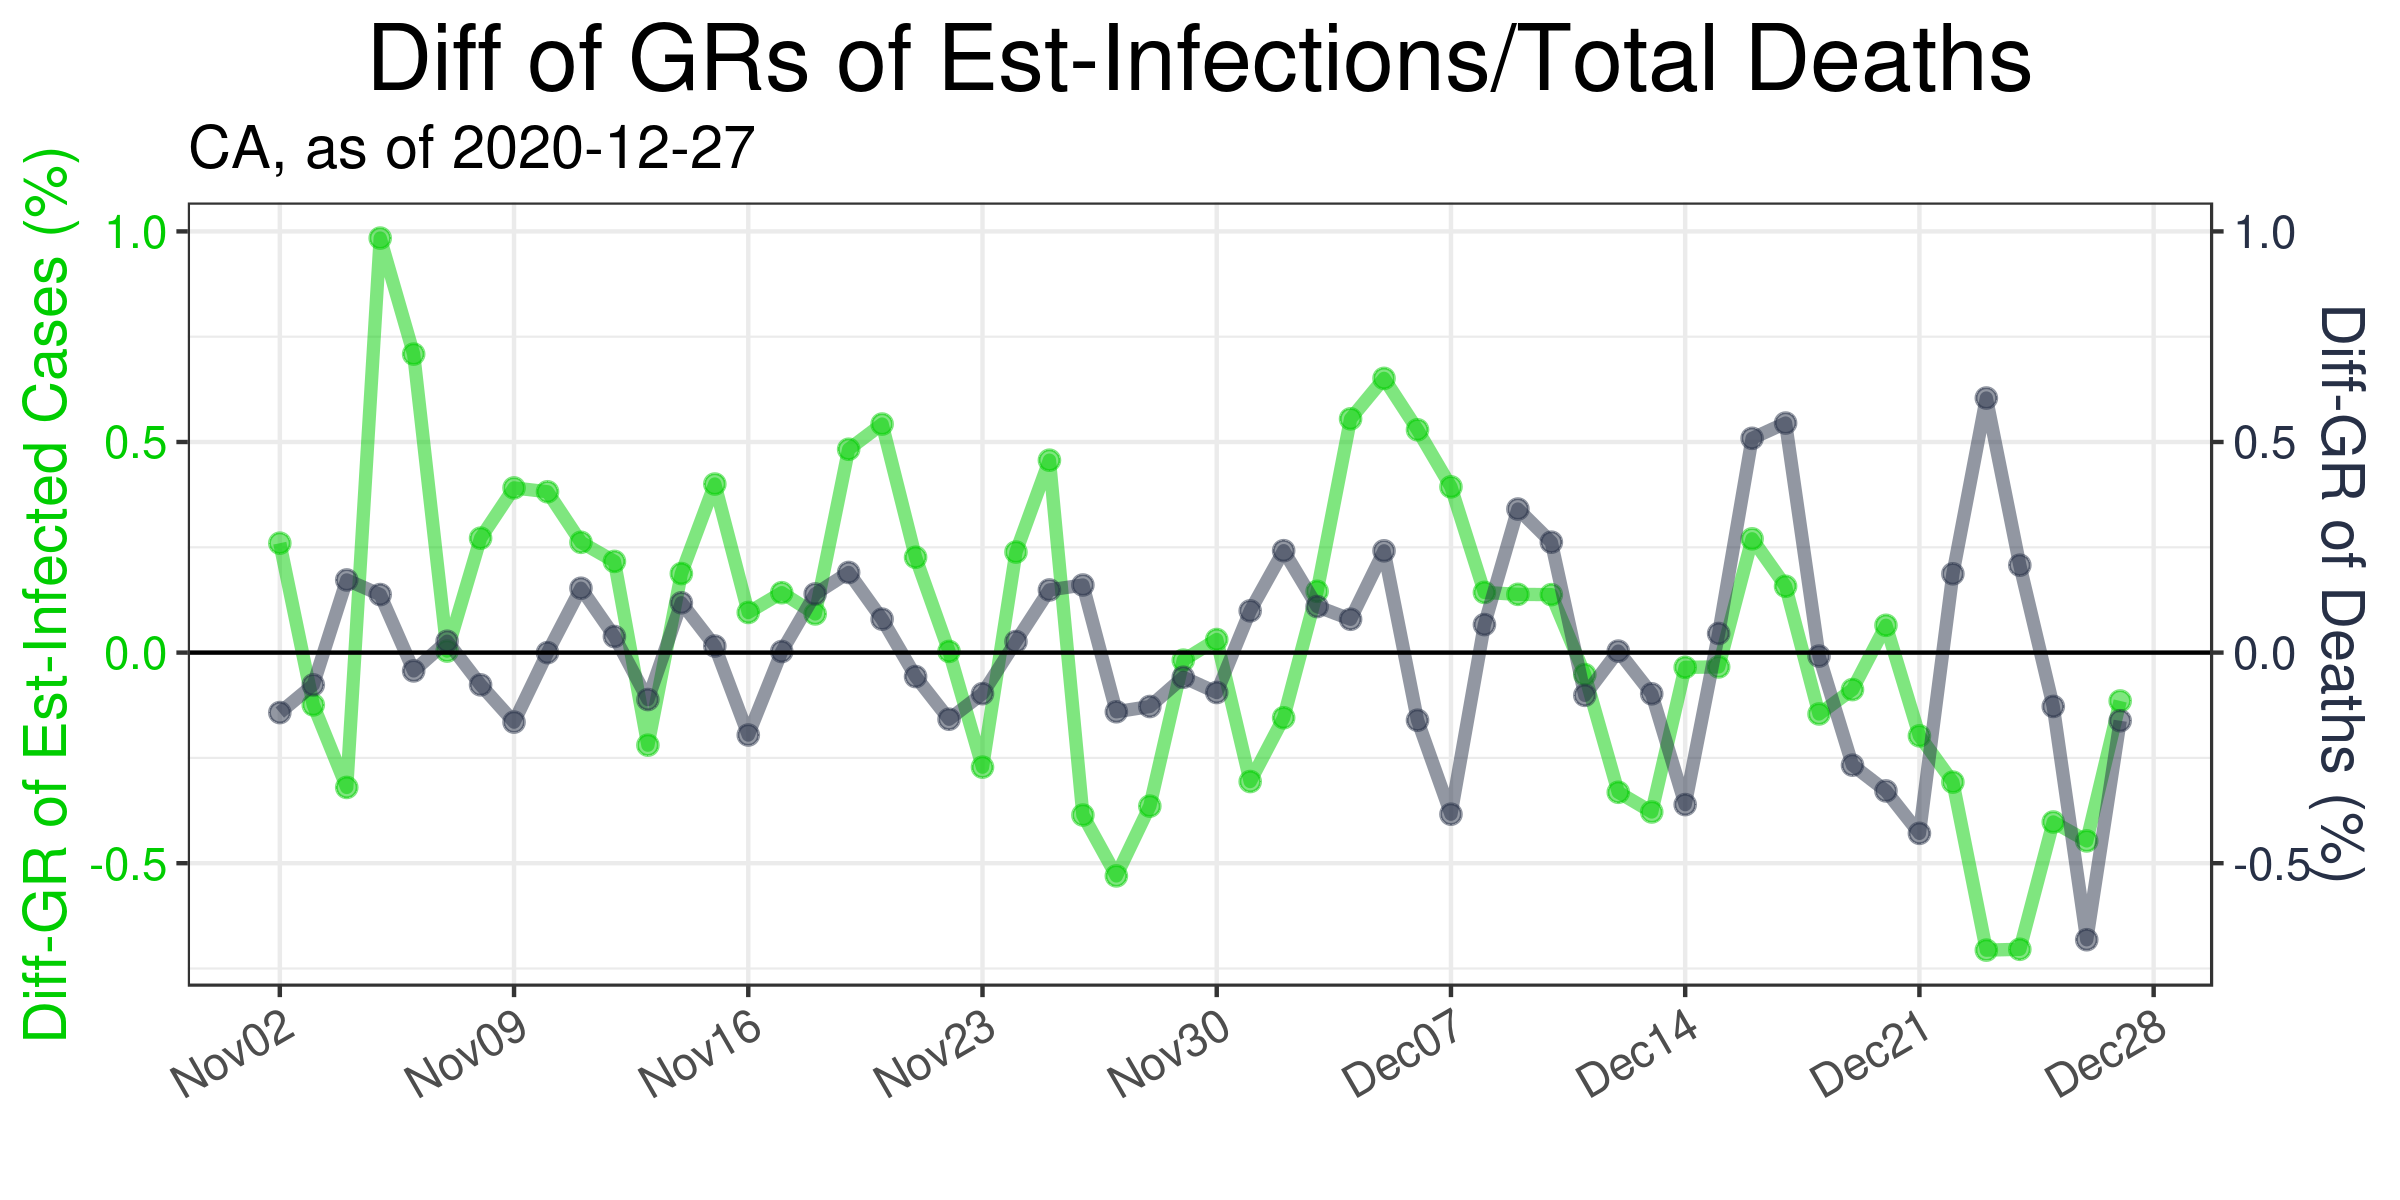 Diff of GRs of Est-Infections/Total Deaths
CA, as of 2020-12-27
Diff-GR of Est-Infected Cases (%)
1.0
0.5
0.0
-0.5
1.0
0.5
0.0
-0.5
Diff-GR of Deaths (%)
Nov02 Nov09 Nov16 Nov23 Nov30 Dec07 Dec14 Dec21 Dec28